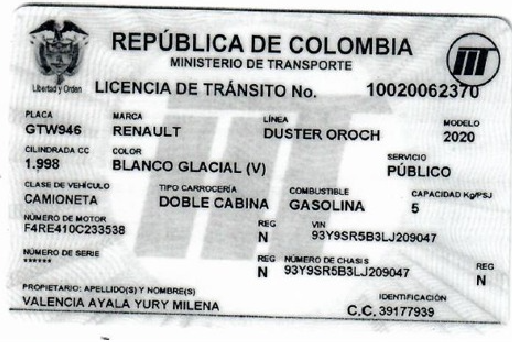 REPÚBLICA DE COLOMBIA
MINISTERIO DE TRANSPORTE
Libertad y Orden
LICENCIA DE TRÁNSITO No. 10020062370
PLACA MARCA LÍNEA MODELO
GTW946 RENAULT DUSTER OROCH 2020
CILINDRADA CC COLOR SERVICIO
1.998 BLANCO GLACIAL (V) PÚBLICO
CLASE DE VEHÍCULO TIPO CARROCERÍA COMBUSTIBLE CAPACIDAD Kg/PSJ
CAMIONETA DOBLE CABINA GASOLINA 5
NÚMERO DE MOTOR REG VIN
F4RE410C233538 N 93Y9SR5B3LJ209047
NÚMERO DE SERIE REG NÚMERO DE CHASIS REG
****** N 93Y9SR5B3LJ209047 N
PROPIETARIO: APELLIDO(S) Y NOMBRE(S) IDENTIFICACIÓN
VALENCIA AYALA YURY MILENA C.C. 39177939